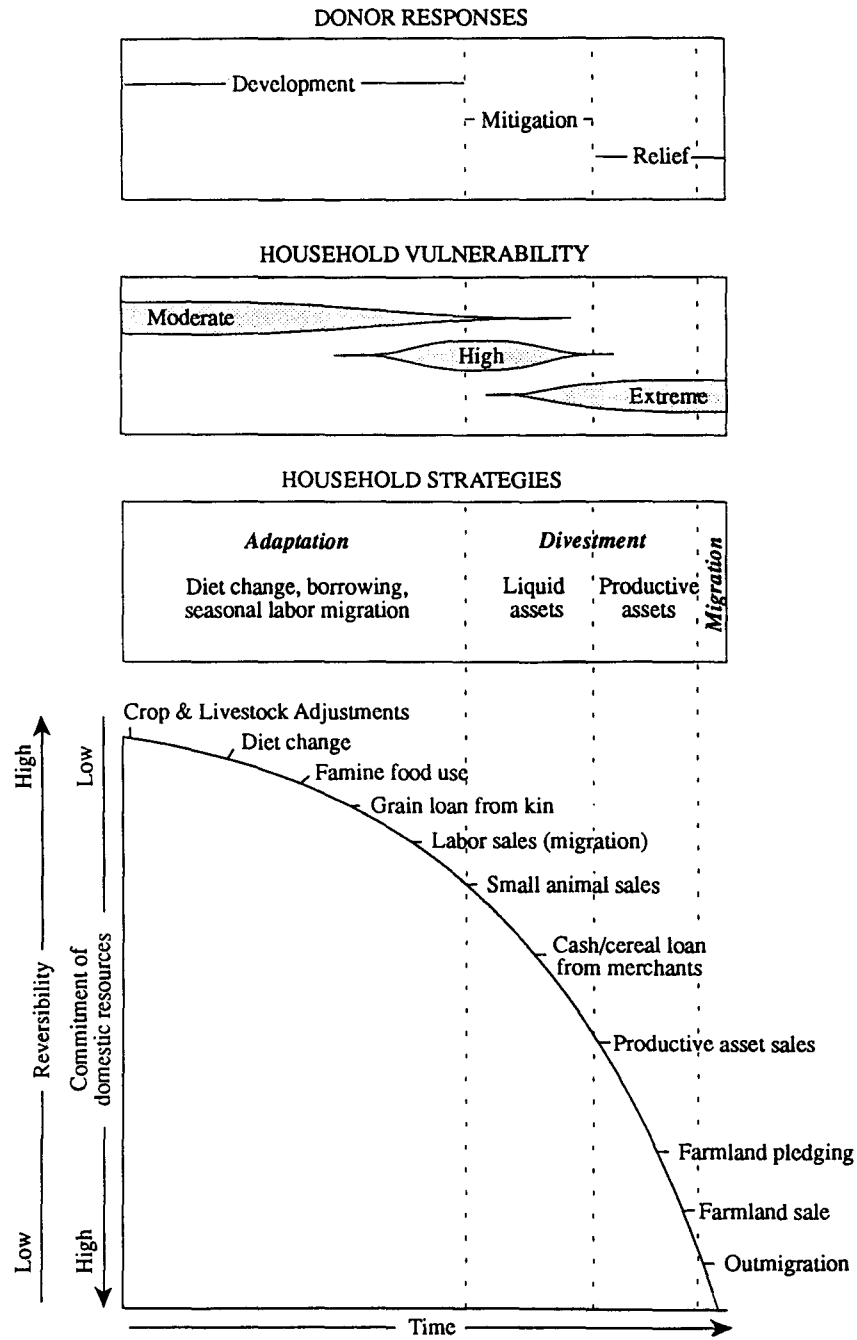 DONOR RESPONSES
Development
Mitigation
Relief
HOUSEHOLD VULNERABILITY
Moderate
High
Extreme
HOUSEHOLD STRATEGIES
Adaptation
Diet change, borrowing,
seasonal labor migration
Divestment
Liquid
assets
Productive
assets
Migration
High
Reversibility
Low
Low
Commitment of
domestic resources
High
Crop & Livestock Adjustments
Diet change
Famine food use
Grain loan from kin
Labor sales (migration)
Small animal sales
Cash/cereal loan
from merchants
Productive asset sales
Farmland pledging
Farmland sale
Outmigration
Time